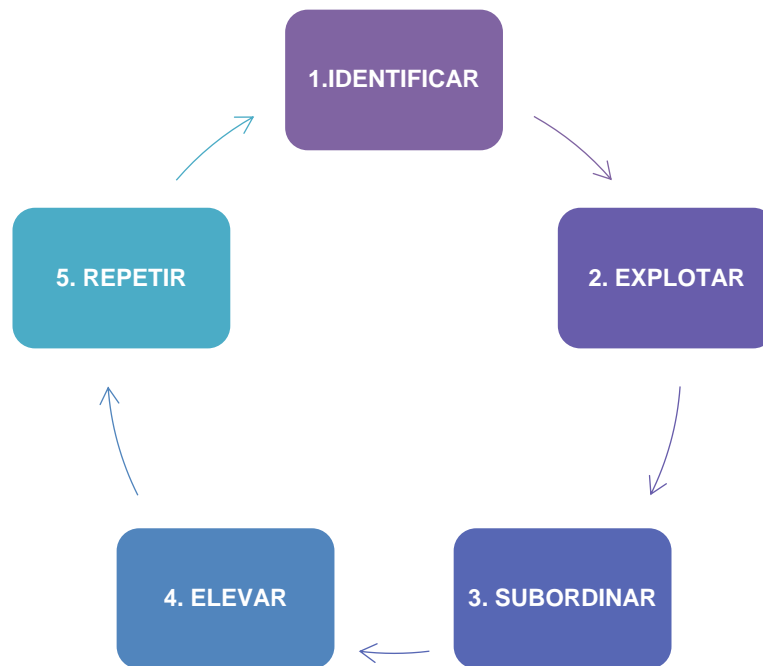 1.IDENTIFICAR
2. EXPLOTAR
3. SUBORDINAR
4. ELEVAR
5. REPETIR